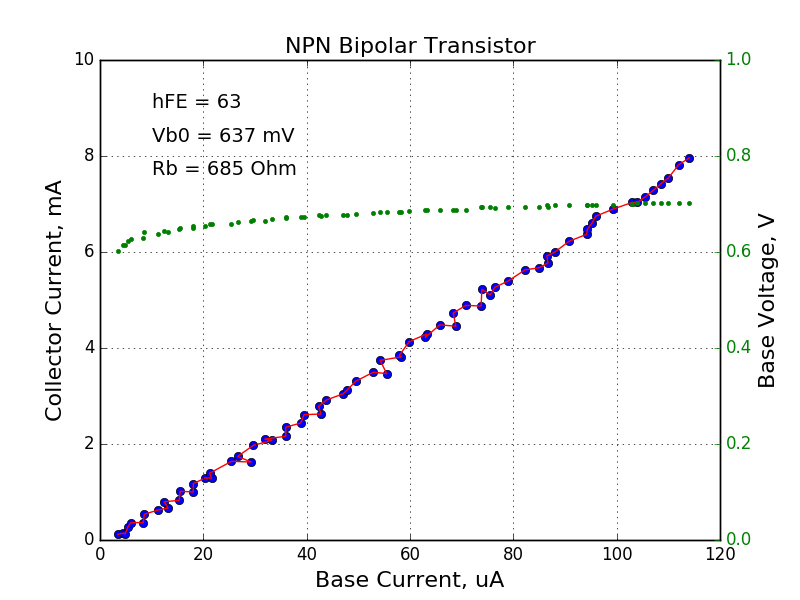 NPN Bipolar Transistor
hFE = 63
Vb0 = 637 mV
Rb = 685 Ohm
Collector Current, mA
10
8
6
4
2
0
Base Voltage, V
1.0
0.8
0.6
0.4
0.2
0.0
0 20 40 60 80 100 120
Base Current, uA